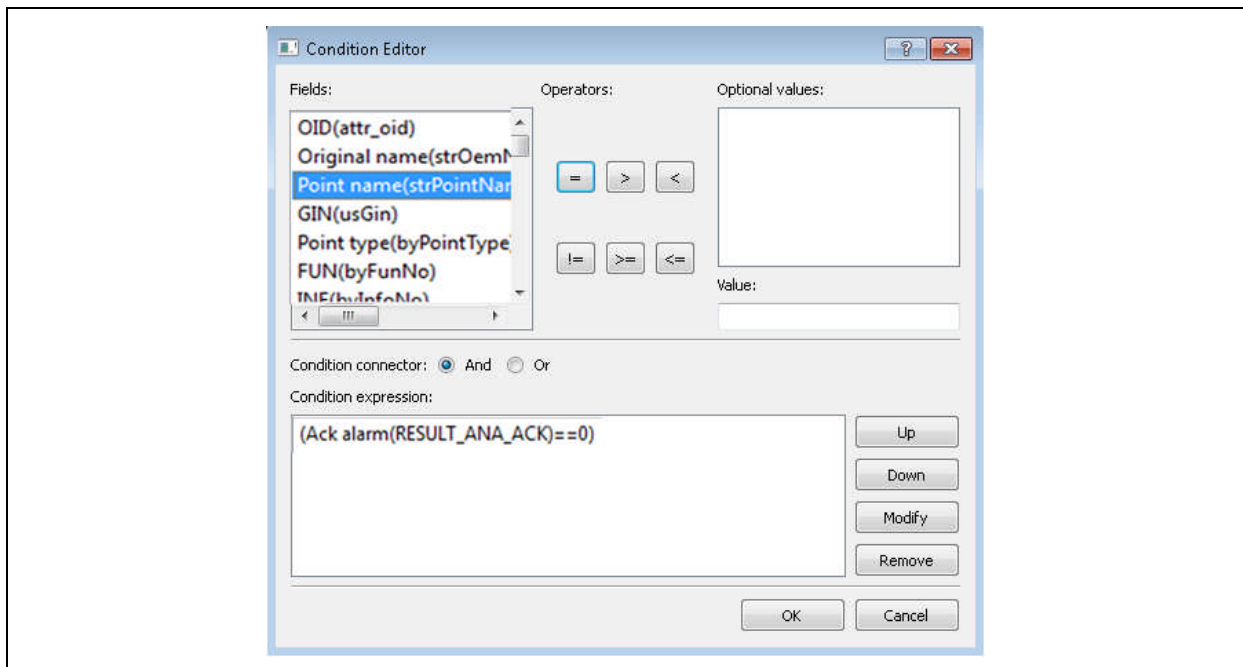 Condition Editor
Fields:
Operators:
Optional values:
OID(attr_oid)
Original name(strOemN
Point name(strPointNar
GIN(usGin)
Point type(byPointType)
FUN(byFunNo)
INF(byInfoNo)
= > <
!= >= <=
Value:
Condition connector: And Or
Condition expression:
(Ack alarm(RESULT_ANA_ACK)==0)
Up
Down
Modify
Remove
OK
Cancel